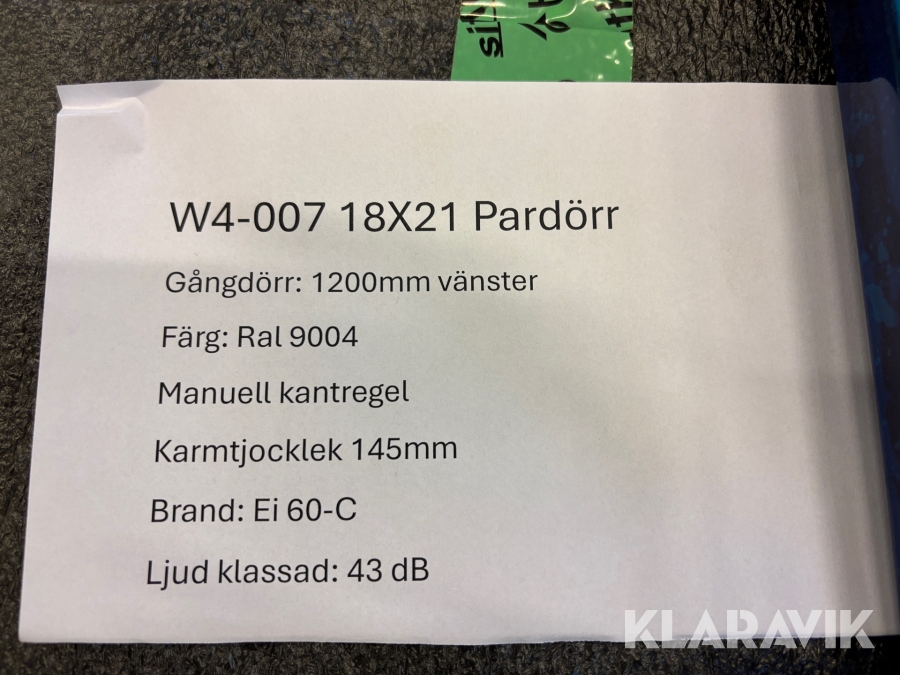 W4-007 18X21 Pardörr
Gångdörr: 1200mm vänster
Färg: Ral 9004
Manuell kantregel
Karmtjocklek 145mm
Brand: Ei 60-C
Ljud klassad: 43 dB
KLARAVIK